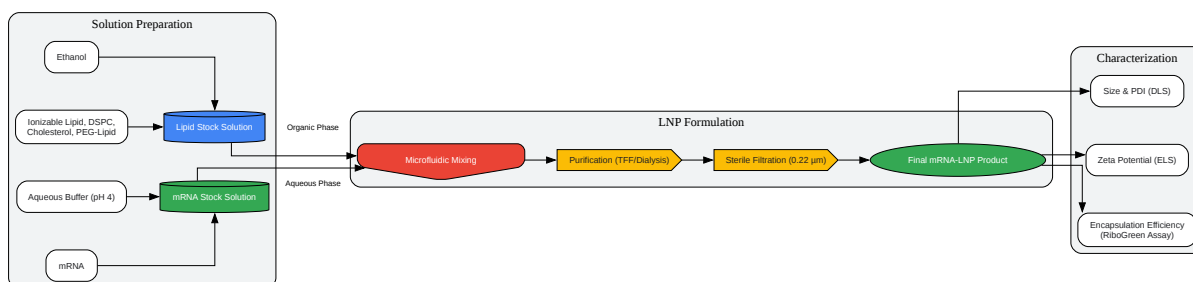 Solution Preparation
Ethanol
Ionizable Lipid, DSPC,
Cholesterol, PEG-Lipid
Lipid Stock Solution
Aqueous Buffer (pH 4)
mRNA Stock Solution
mRNA
Organic Phase
Aqueous Phase
LNP Formulation
Microfluidic Mixing
Purification (TFF/Dialysis)
Sterile Filtration (0.22 µm)
Final mRNA-LNP Product
Characterization
Size & PDI (DLS)
Zeta Potential (ELS)
Encapsulation Efficiency
(RiboGreen Assay)